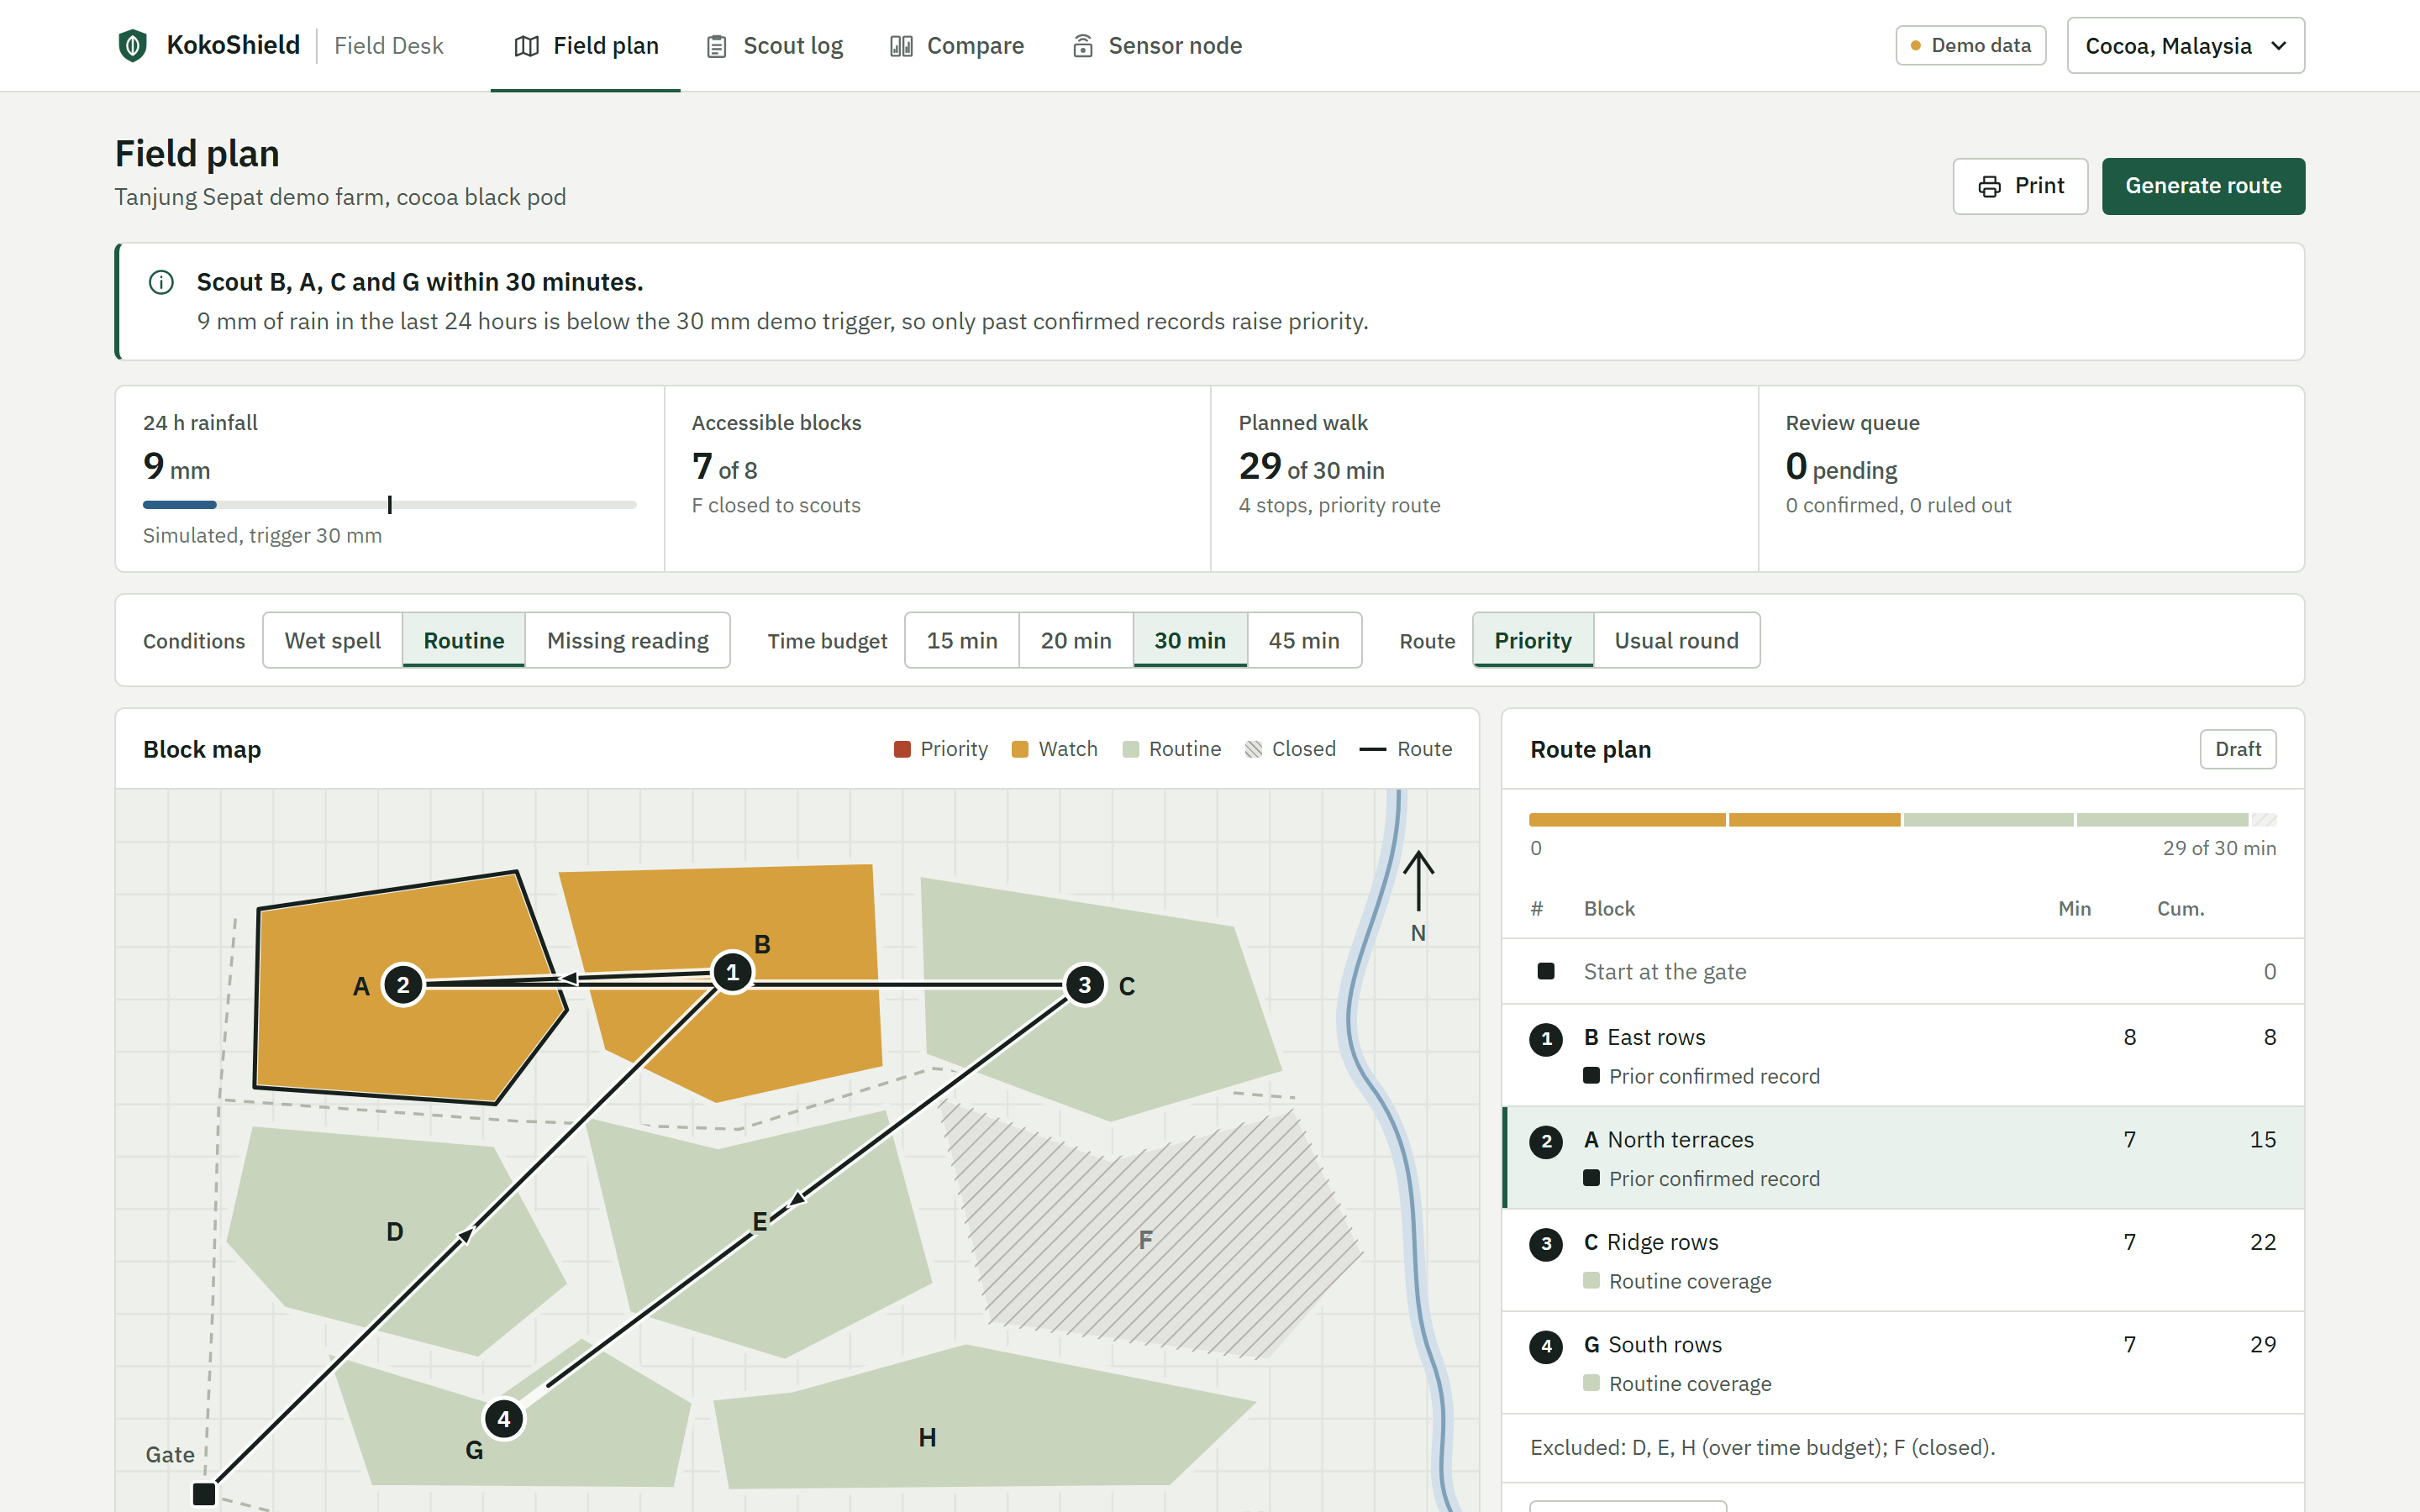 KokoShield
Field Desk
Field plan
Scout log
Compare
Sensor node
Demo data
Cocoa, Malaysia
Field plan
Tanjung Sepat demo farm, cocoa black pod
Print
Generate route
Scout B, A, C and G within 30 minutes.
9 mm of rain in the last 24 hours is below the 30 mm demo trigger, so only past confirmed records raise priority.
24 h rainfall
9 mm
Simulated, trigger 30 mm
Accessible blocks
7 of 8
F closed to scouts
Planned walk
29 of 30 min
4 stops, priority route
Review queue
0 pending
0 confirmed, 0 ruled out
Conditions
Wet spell
Routine
Missing reading
Time budget
15 min
20 min
30 min
45 min
Route
Priority
Usual round
Block map
Priority
Watch
Routine
Closed
Route
N
B
A
2
1
3
C
D
E
F
4
G
H
Gate
Route plan
Draft
0
29 of 30 min
# Block Min Cum.
Start at the gate 0
1 B East rows 8 8
Prior confirmed record
2 A North terraces 7 15
Prior confirmed record
3 C Ridge rows 7 22
Routine coverage
4 G South rows 7 29
Routine coverage
Excluded: D, E, H (over time budget); F (closed).